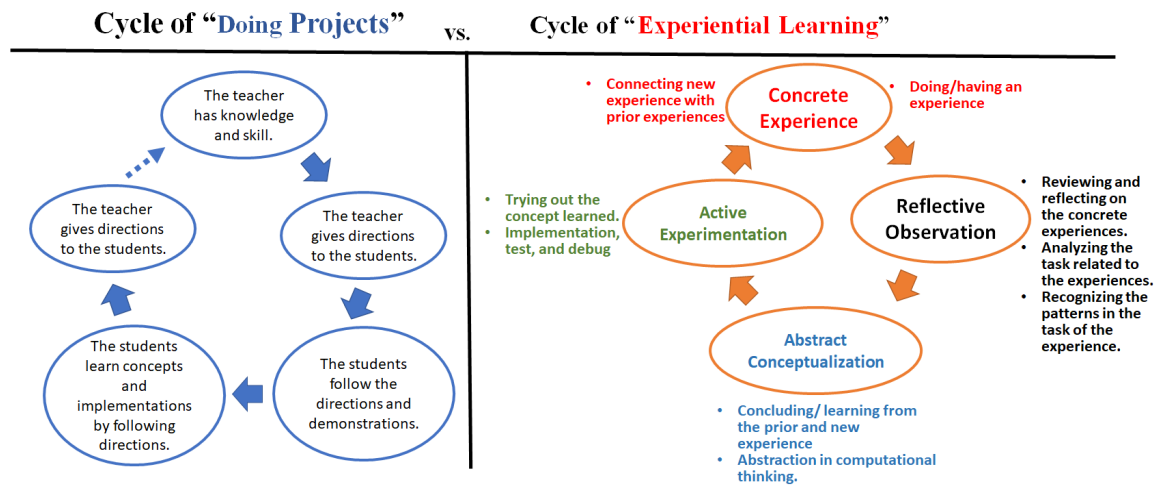 Cycle of “Doing Projects”
vs.
Cycle of “Experiential Learning”
The teacher
has knowledge
and skill.
The teacher
gives directions
to the students.
The students
follow the
directions and
demonstrations.
The students
learn concepts
and
implementations
by following
directions.
The teacher
gives directions
to the students.
• Connecting new
experience with
prior experiences
Concrete
Experience
• Doing/having an
experience
Reflective
Observation
• Reviewing and
reflecting on
the concrete
experiences.
• Analyzing the
task related to
the experiences.
• Recognizing the
patterns in the
task of the
experience.
Abstract
Conceptualization
• Concluding/ learning from
the prior and new
experience
• Abstraction in computational
thinking.
Active
Experimentation
• Trying out the
concept learned.
• Implementation,
test, and debug